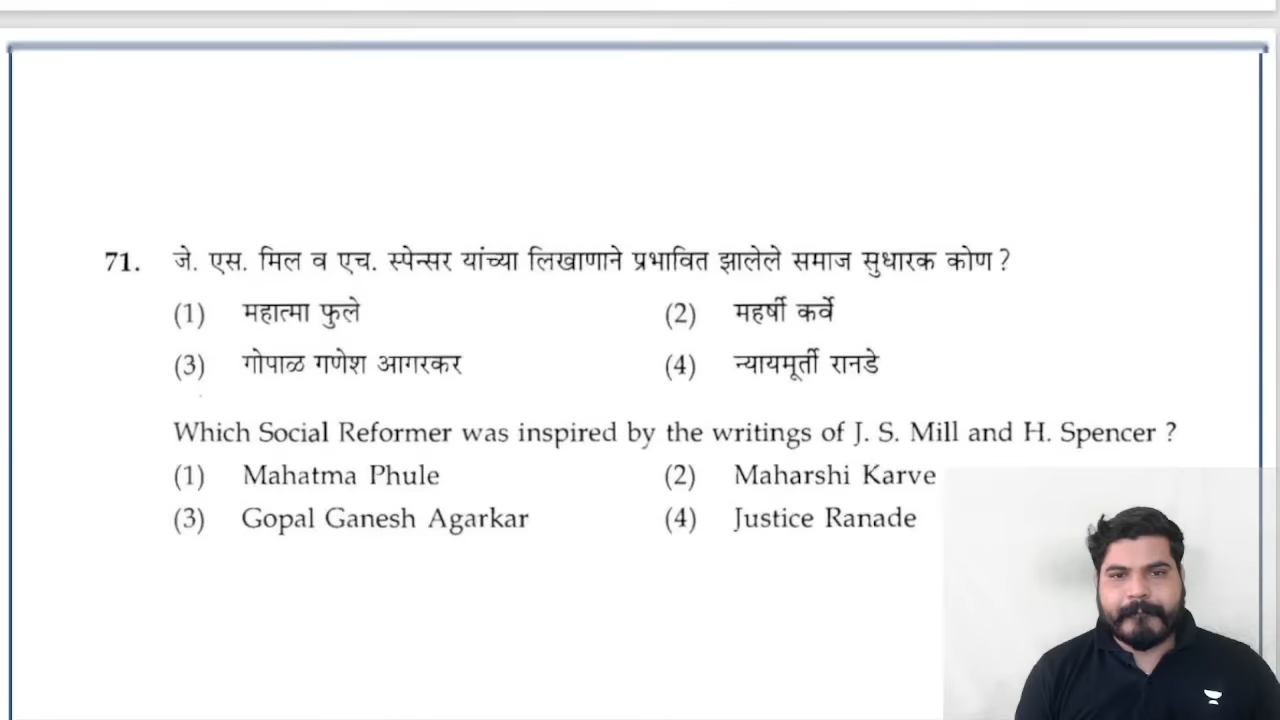 71. जे. एस. मिल व एच. स्पेन्सर यांच्या लिखाणाने प्रभावित झालेले समाज सुधारक कोण ?
(1) महात्मा फुले (2) महर्षी कर्वे
(3) गोपाळ गणेश आगरकर (4) न्यायमूर्ती रानडे
Which Social Reformer was inspired by the writings of J. S. Mill and H. Spencer ?
(1) Mahatma Phule (2) Maharshi Karve
(3) Gopal Ganesh Agarkar (4) Justice Ranade